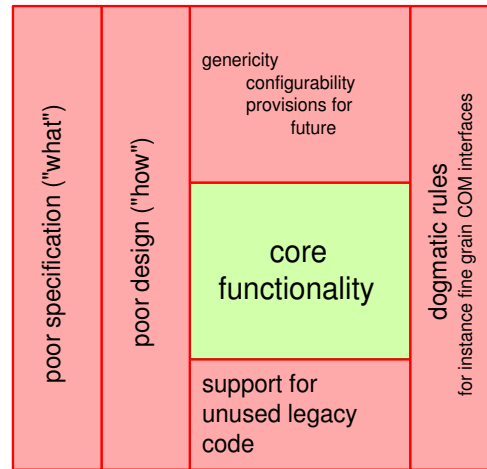 poor specification ("what")
poor design ("how")
genericity
configurability
provisions for
future
core
functionality
support for
unused legacy
code
dogmatic rules
for instance fine grain COM interfaces